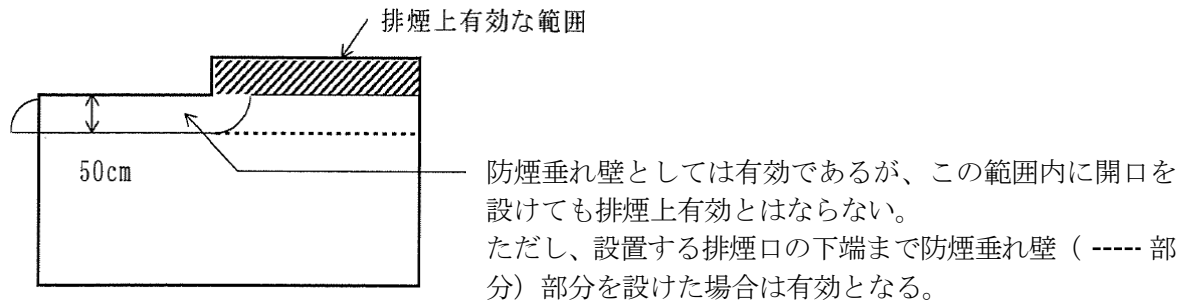 排煙上有効な範囲
50cm
防煙垂れ壁としては有効であるが、この範囲内に開口を
設けても排煙上有効とはならない。
ただし、設置する排煙口の下端まで防煙垂れ壁（ ----- 部
分）部分を設けた場合は有効となる。